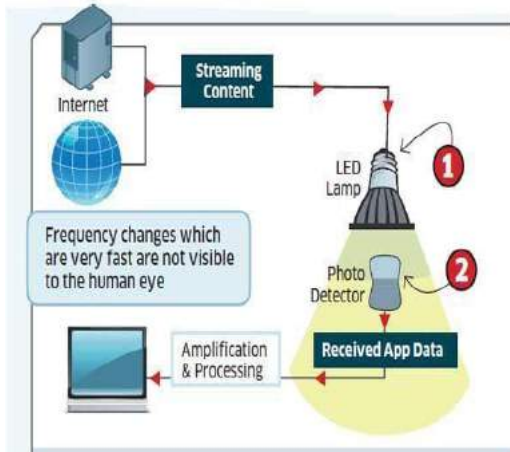 Internet
Streaming
Content
LED
Lamp
1
Frequency changes which
are very fast are not visible
to the human eye
Photo
Detector
2
Amplification
& Processing
Received App Data